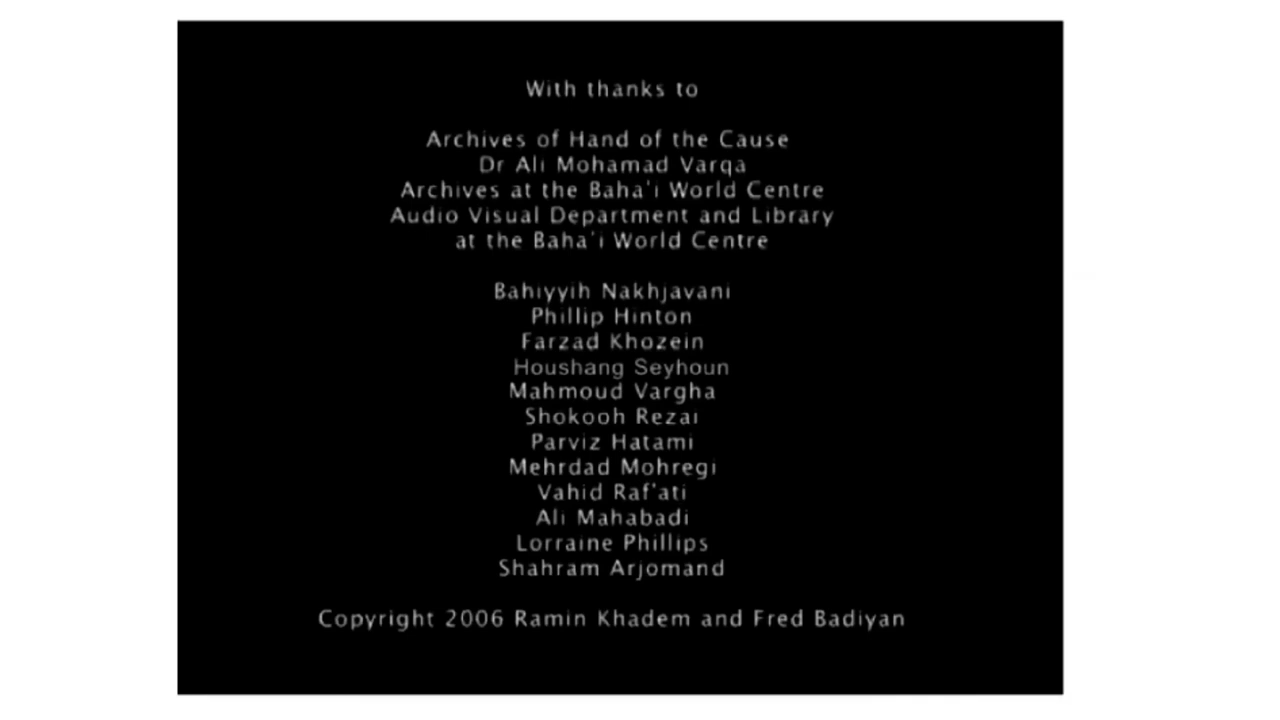 With thanks to
Archives of Hand of the Cause
Dr Ali Mohamad Varqa
Archives at the Baha'i World Centre
Audio Visual Department and Library
at the Baha'i World Centre
Bahiyyih Nakhjavani
Phillip Hinton
Farzad Khozein
Houshang Seyhoun
Mahmoud Vargha
Shokooh Rezai
Parviz Hatami
Mehrdad Mohregi
Vahid Raf'ati
Ali Mahabadi
Lorraine Phillips
Shahram Arjomand
Copyright 2006 Ramin Khadem and Fred Badiyan